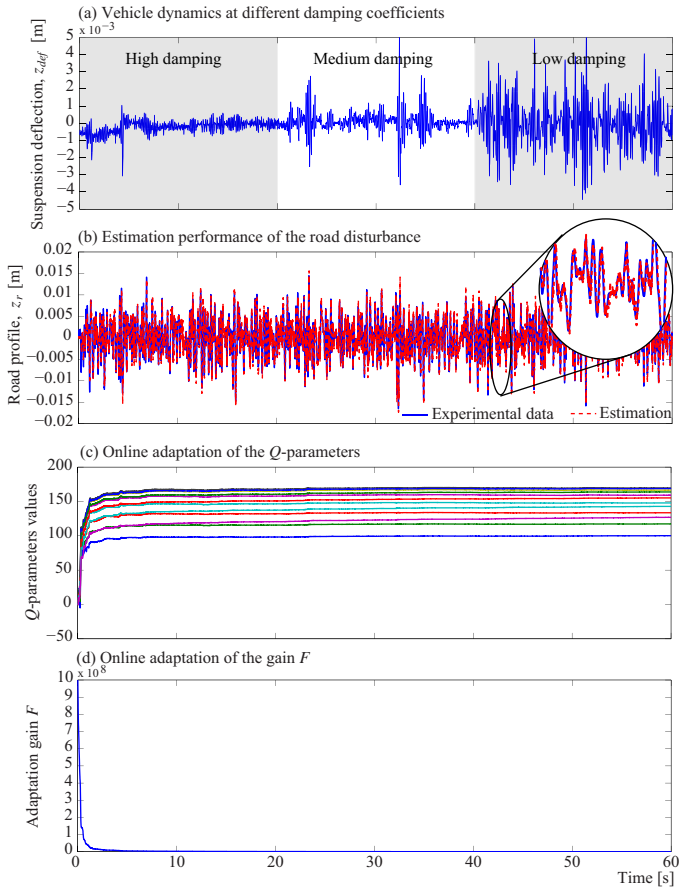 (a) Vehicle dynamics at different damping coefficients
x 10⁻³
Suspension deflection, z_def [m]
5
4
3
2
1
0
−1
−2
−3
−4
5
High damping
Medium damping
Low damping
(b) Estimation performance of the road disturbance
Road profile, z_r [m]
0.02
0.015
0.01
0.005
0
−0.005
−0.01
−0.015
−0.02
Experimental data
Estimation
(c) Online adaptation of the Q-parameters
Q-parameters values
200
150
100
50
0
−50
(d) Online adaptation of the gain F
x 10⁸
Adaptation gain F
10
9
8
7
6
5
4
3
2
1
0
0 10 20 30 40 50 60
Time [s]